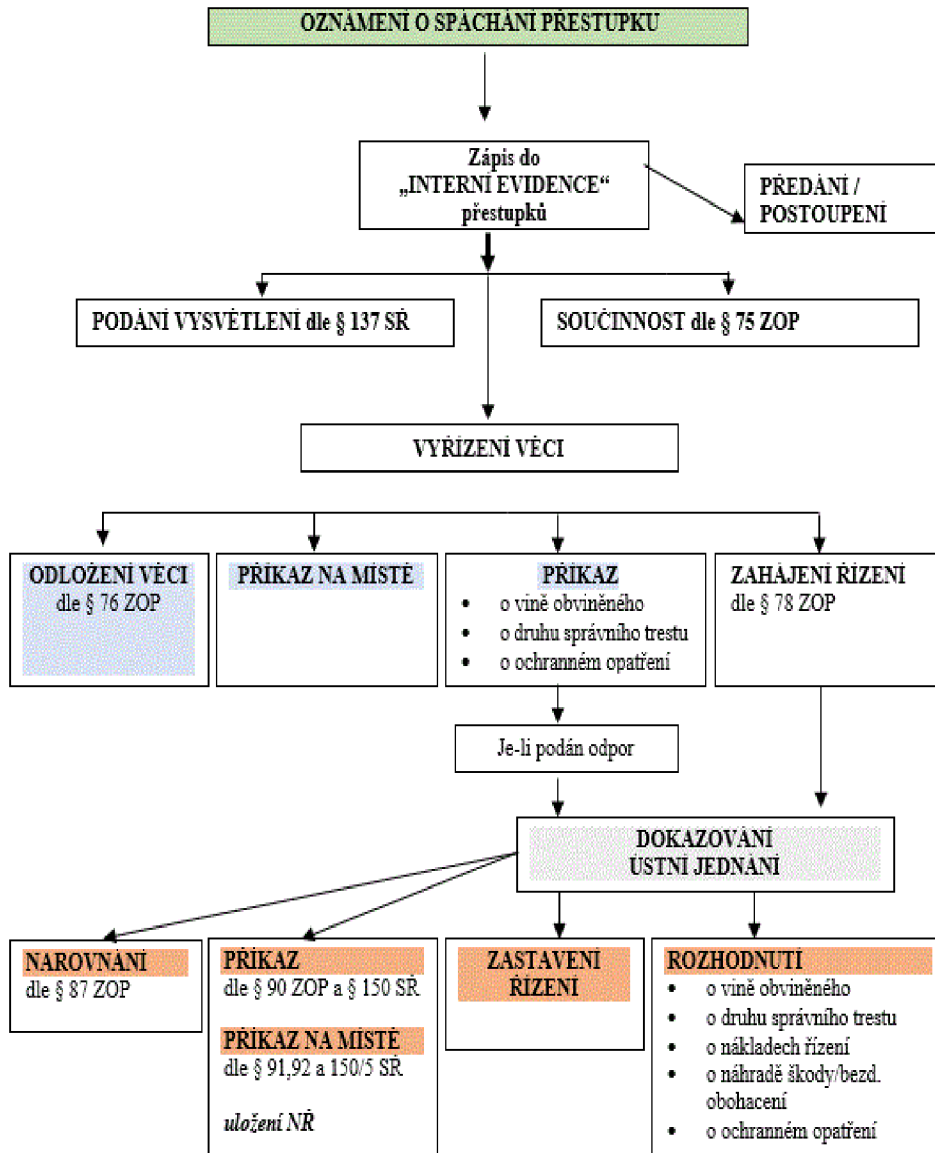 OZNÁMENÍ O SPÁCHÁNÍ PŘESTUPKU
Zápis do
„INTERNÍ EVIDENCE“
přestupků
PŘEDÁNÍ /
POSTOUPENÍ
PODÁNÍ VYSVĚTLENÍ dle § 137 SŘ
SOUČINNOST dle § 75 ZOP
VYŘÍZENÍ VĚCI
ODLOŽENÍ VĚCI
dle § 76 ZOP
PŘÍKAZ NA MÍSTĚ
PŘÍKAZ
• o vině obviněného
• o druhu správního trestu
• o ochranném opatření
ZAHÁJENÍ ŘÍZENÍ
dle § 78 ZOP
Je-li podán odpor
DOKAZOVÁNÍ
ÚSTNÍ JEDNÁNÍ
NAROVNÁNÍ
dle § 87 ZOP
PŘÍKAZ
dle § 90 ZOP a § 150 SŘ
PŘÍKAZ NA MÍSTĚ
dle § 91,92 a 150/5 SŘ
uložení NŘ
ZASTAVENÍ
ŘÍZENÍ
ROZHODNUTÍ
• o vině obviněného
• o druhu správního trestu
• o nákladech řízení
• o náhradě škody/bezd.
obohacení
• o ochranném opatření